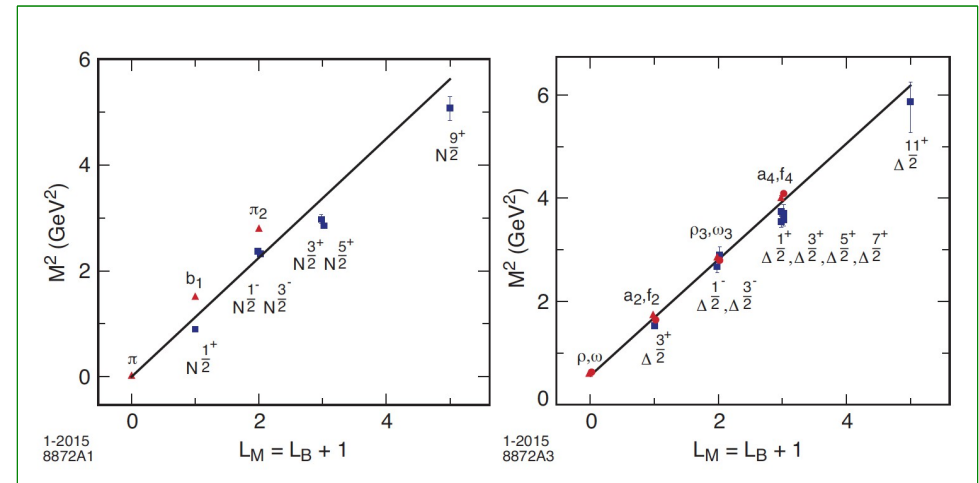 6
4
2
0
M² (GeV²)
π
b₁
π₂
N 1/2⁺
N 1/2⁻ N 3/2⁻
N 3/2⁺ N 5/2⁺
N 9/2⁺
0 2 4
L_M = L_B + 1
1-2015
8872A1
6
4
2
0
M² (GeV²)
ρ,ω
a₂,f₂
ρ₃,ω₃
a₄,f₄
Δ 3/2⁺
Δ 1/2⁻, Δ 3/2⁻
Δ 1/2⁺, Δ 3/2⁺, Δ 5/2⁺, Δ 7/2⁺
Δ 11/2⁺
0 2 4
L_M = L_B + 1
1-2015
8872A3